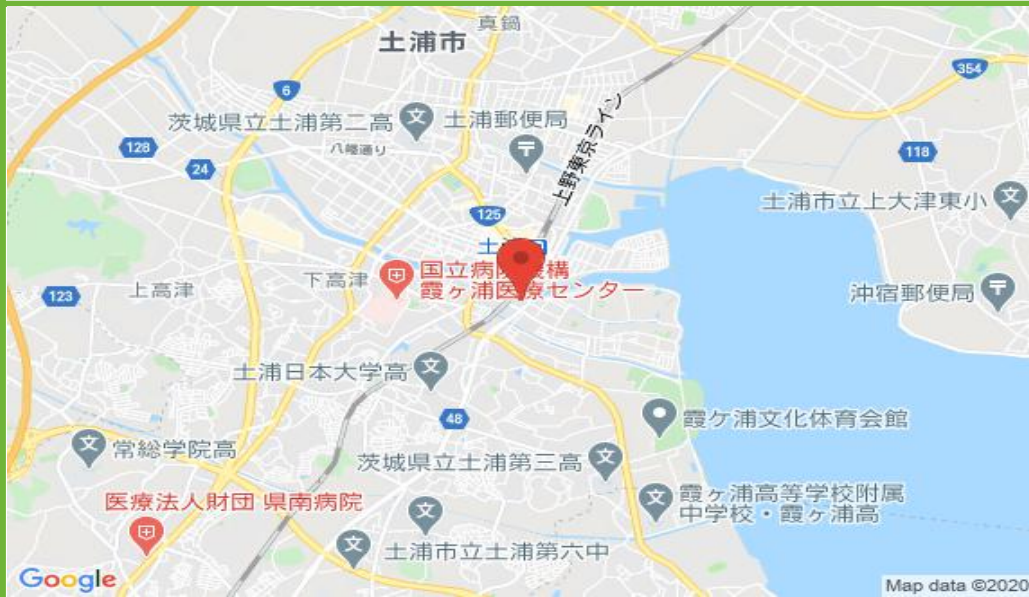 真鍋
土浦市
6
354
茨城県立土浦第二高
土浦郵便局
上野東京ライン
128
八幡通り
118
24
土浦市立上大津東小
125
国立病院機構
霞ヶ浦医療センター
下高津
123
上高津
沖宿郵便局
土浦日本大学高
48
霞ケ浦文化体育会館
常総学院高
茨城県立土浦第三高
医療法人財団 県南病院
霞ヶ浦高等学校附属
中学校・霞ヶ浦高
土浦市立土浦第六中
Google
Map data ©2020